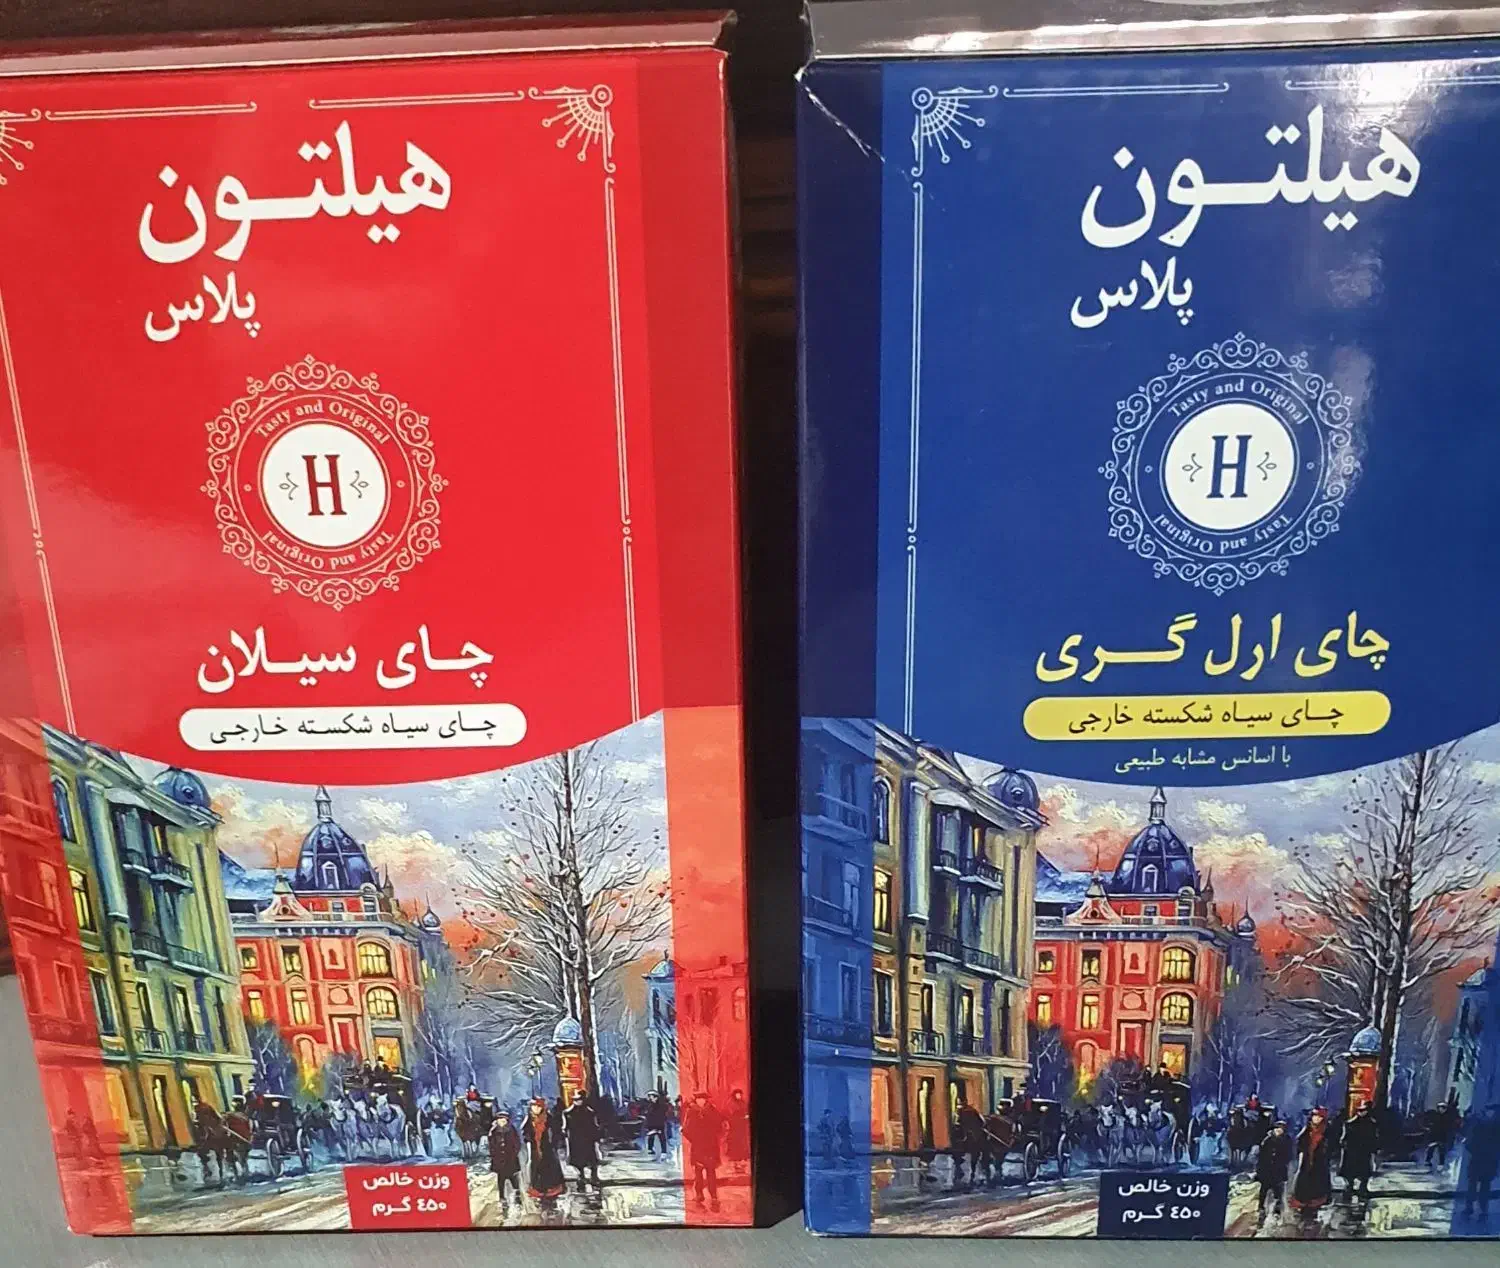 هیلتون
پلاس
Tasty and Original
H
Tasty and Original
چای سیلان
چای سیاه شکسته خارجی
وزن خالص
٤٥٠ گرم
هیلتون
پلاس
Tasty and Original
H
Tasty and Original
چای ارل گری
چای سیاه شکسته خارجی
با اسانس مشابه طبیعی
وزن خالص
٤٥٠ گرم